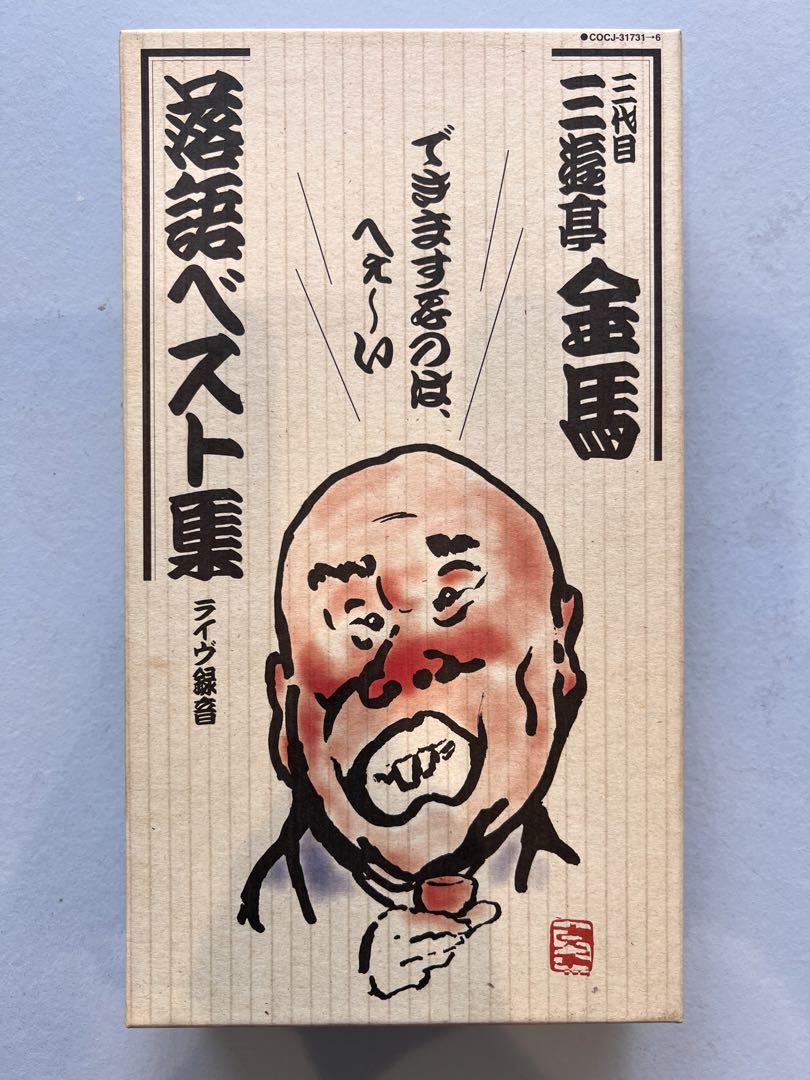 ●COCJ-31731→6
三代目
三遊亭 金馬
できますものは、
へぇ〜い
落語ベスト集
ライヴ録音